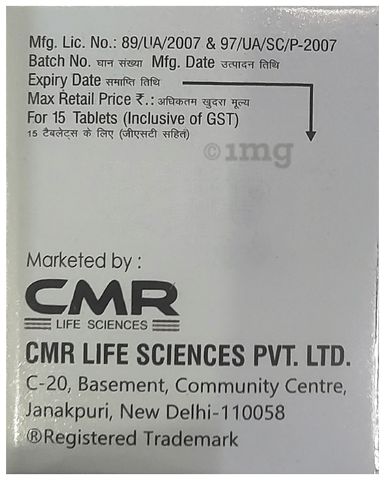 Mfg. Lic. No.: 89/UA/2007 & 97/UA/SC/P-2007
Batch No. घान संख्या Mfg. Date उत्पादन तिथि
Expiry Date समाप्ति तिथि
Max Retail Price ₹.: अधिकतम खुदरा मूल्य
For 15 Tablets (Inclusive of GST)
15 टैबलेट्स के लिए (जीएसटी सहित)
©1mg
Marketed by :
CMR
LIFE SCIENCES
CMR LIFE SCIENCES PVT. LTD.
C-20, Basement, Community Centre,
Janakpuri, New Delhi-110058
®Registered Trademark